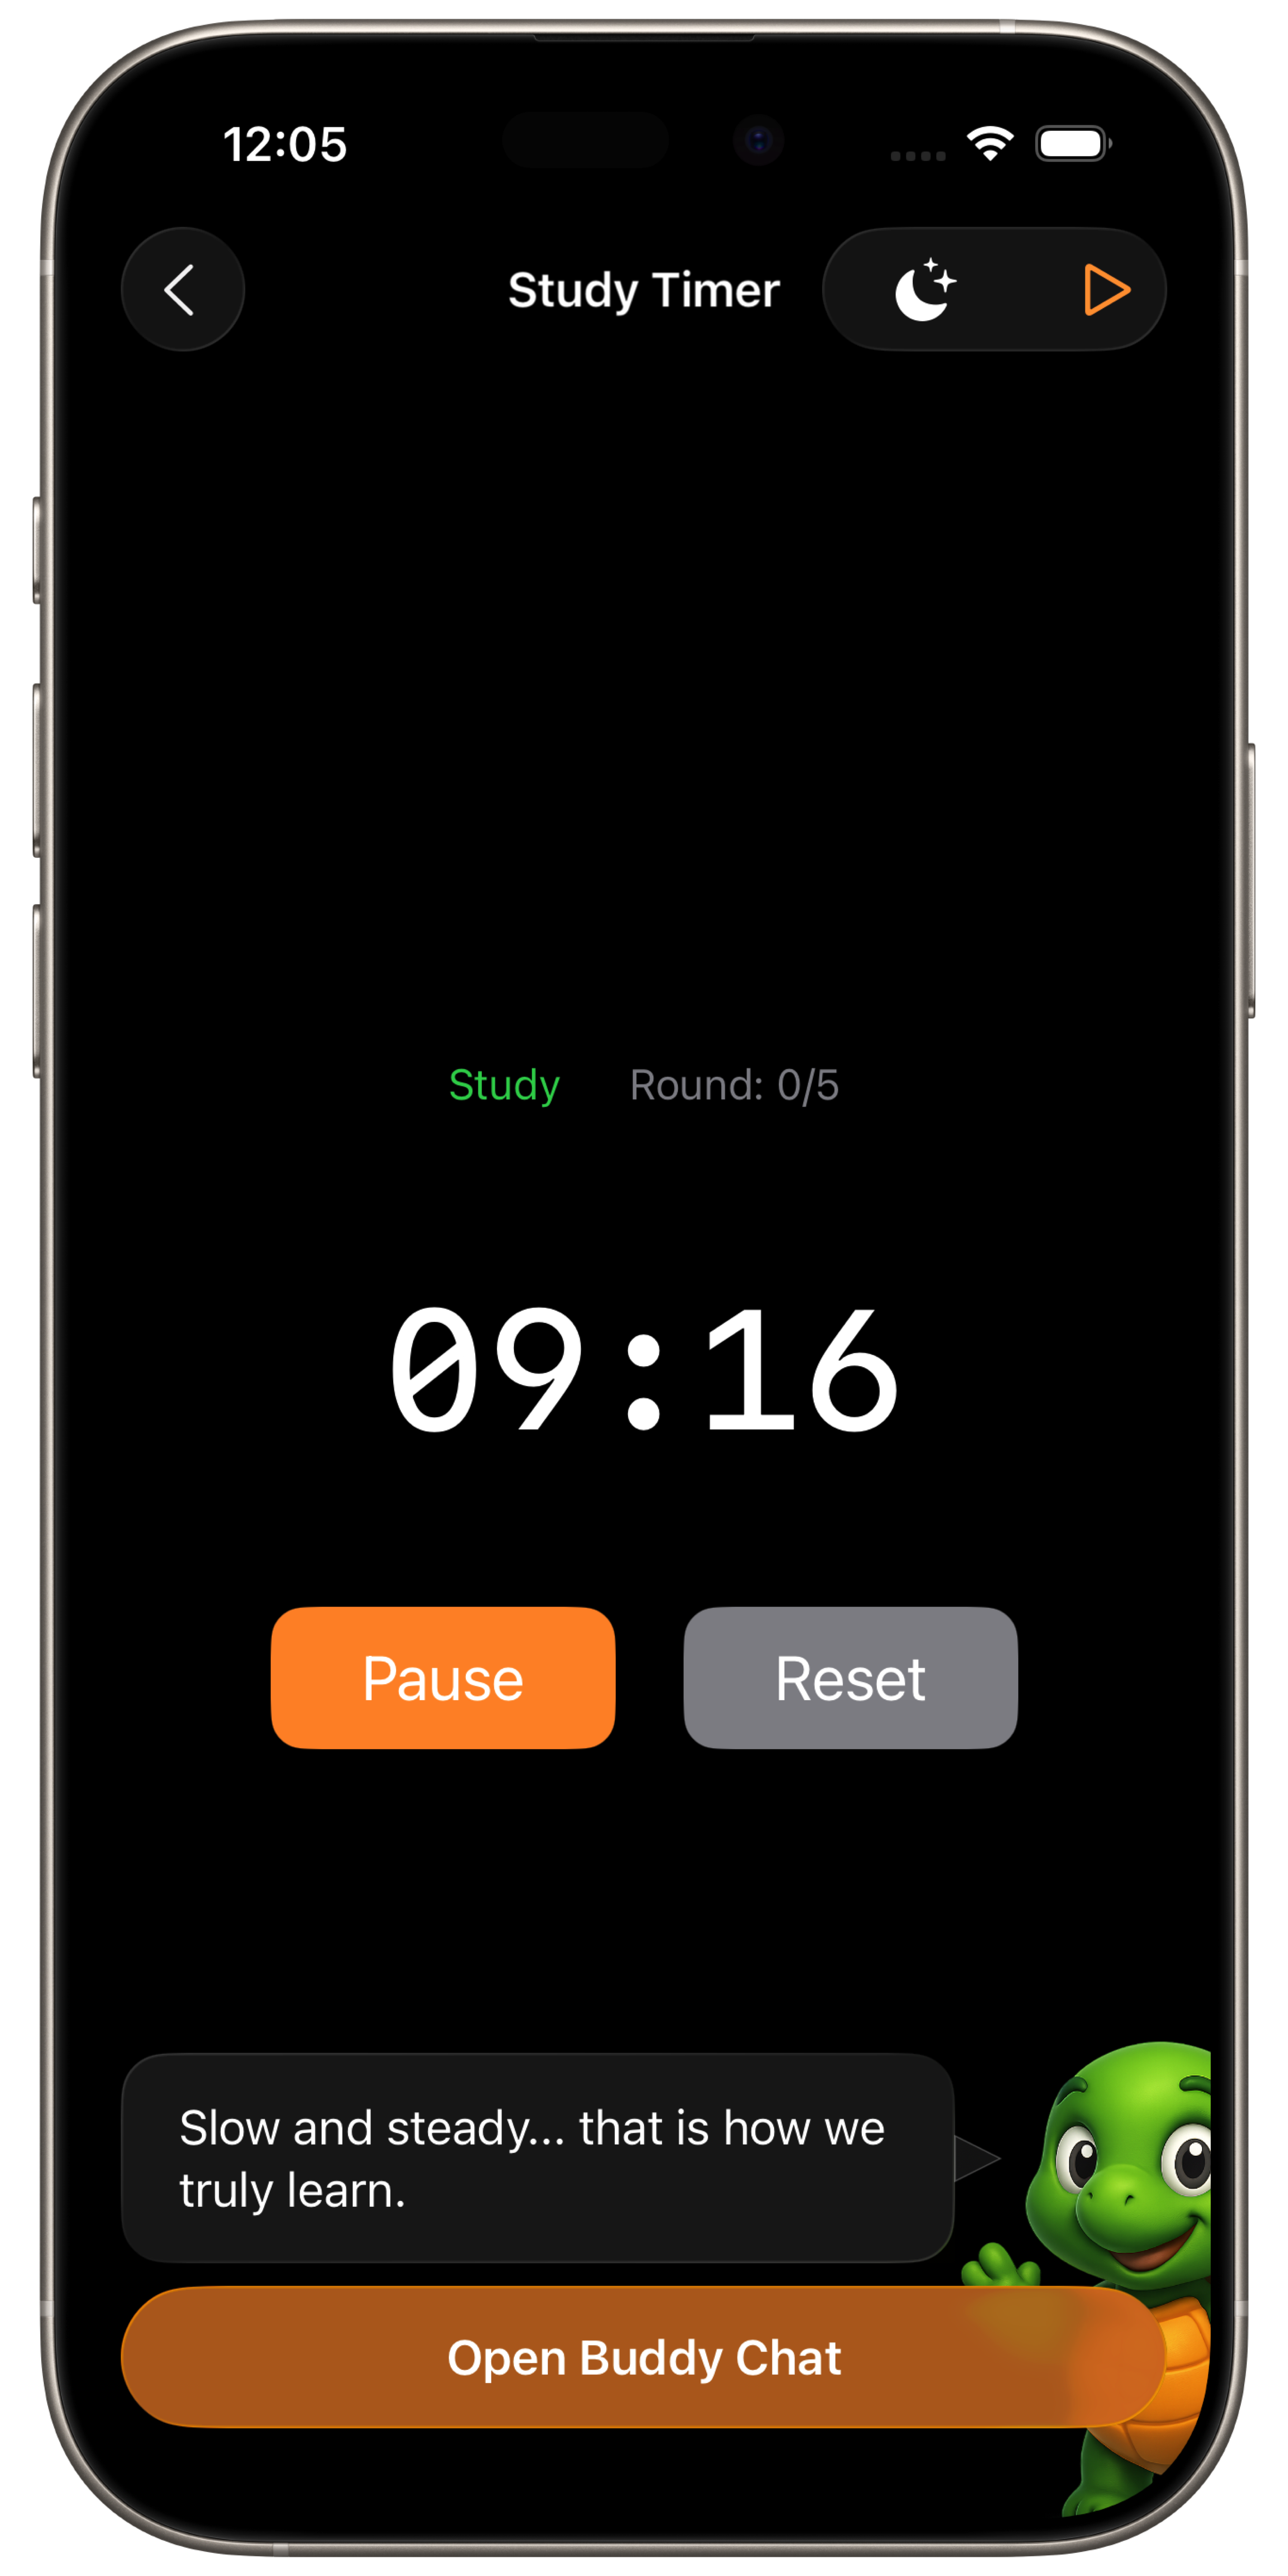 12:05
Study Timer
Study Round: 0/5
09:16
Pause Reset
Slow and steady... that is how we
truly learn.
Open Buddy Chat